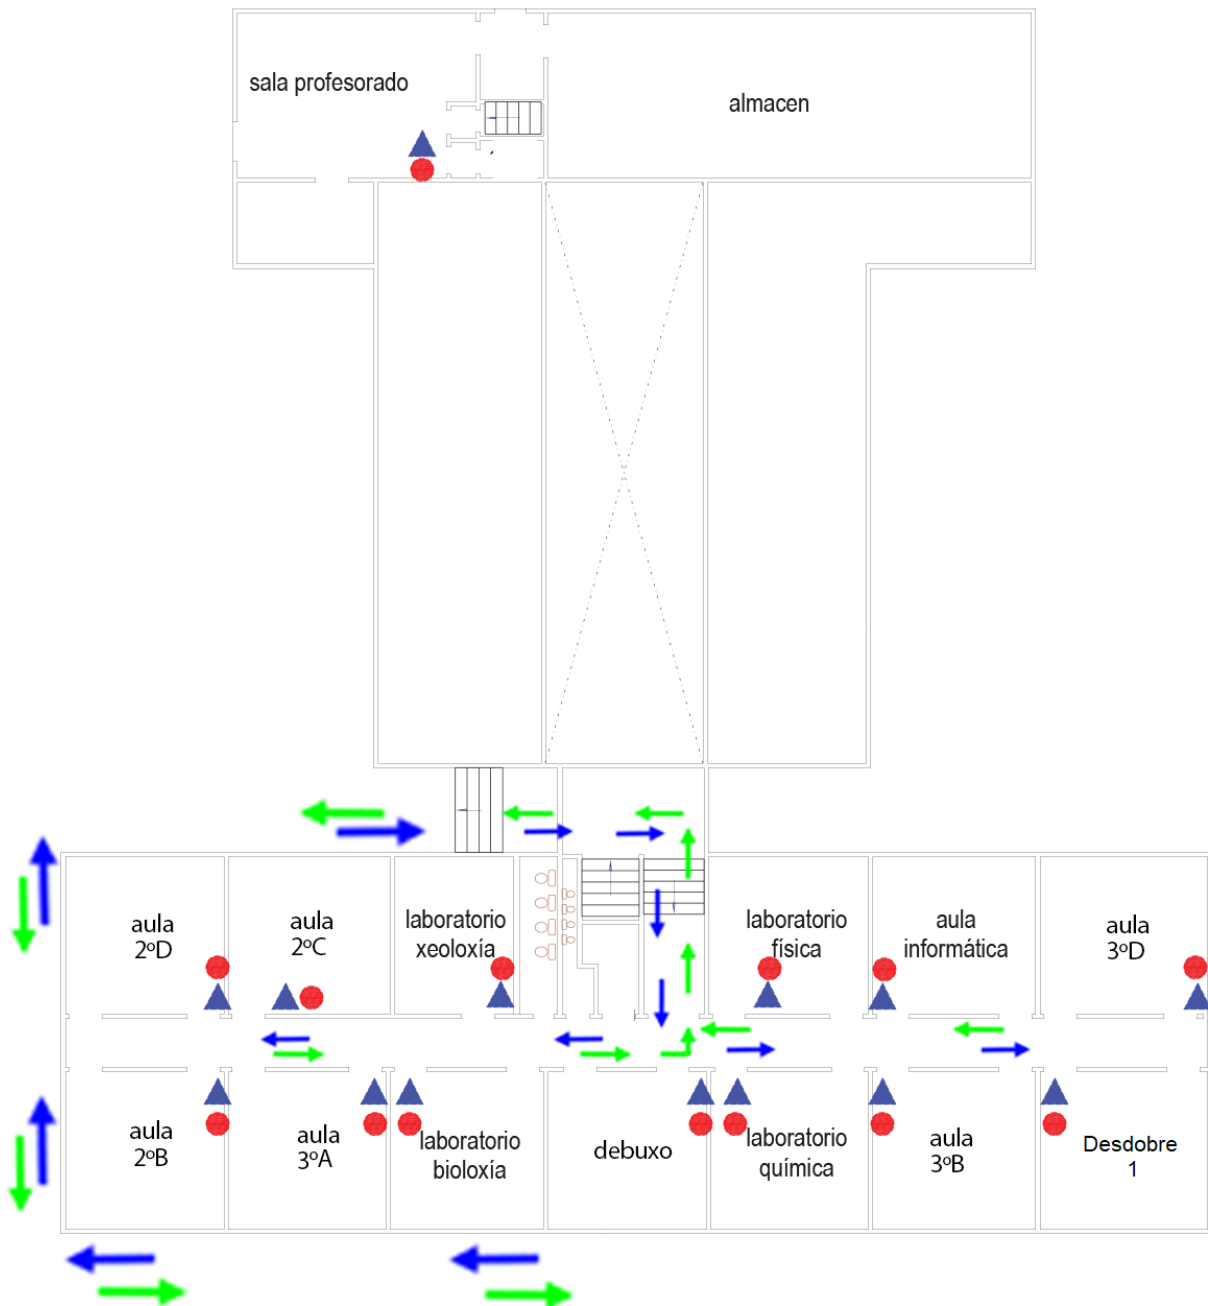 sala profesorado
almacen
aula
2ºD
aula
2ºC
laboratorio
xeoloxía
laboratorio
física
aula
informática
aula
3ºD
aula
2ºB
aula
3ºA
laboratorio
bioloxía
debuxo
laboratorio
química
aula
3ºB
Desdobre
1